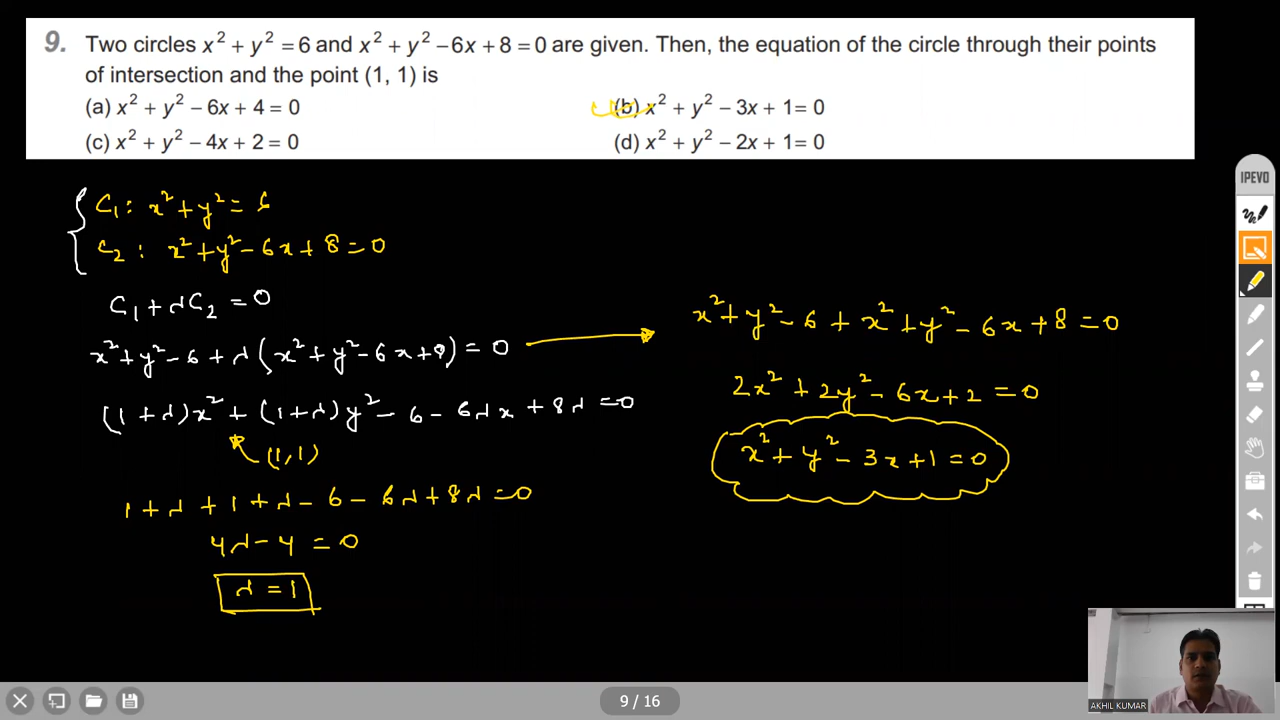 9. Two circles x² + y² = 6 and x² + y² − 6x + 8 = 0 are given. Then, the equation of the circle through their points
of intersection and the point (1, 1) is
(a) x² + y² − 6x + 4 = 0
(b) x² + y² − 3x + 1 = 0
(c) x² + y² − 4x + 2 = 0
(d) x² + y² − 2x + 1 = 0
C₁ : x² + y² = 6
C₂ : x² + y² − 6x + 8 = 0
C₁ + λC₂ = 0
x² + y² − 6 + λ(x² + y² − 6x + 8) = 0
(1 + λ)x² + (1 + λ)y² − 6 − 6λx + 8λ = 0
(1,1)
1 + λ + 1 + λ − 6 − 6λ + 8λ = 0
4λ − 4 = 0
λ = 1
x² + y² − 6 + x² + y² − 6x + 8 = 0
2x² + 2y² − 6x + 2 = 0
x² + y² − 3x + 1 = 0
IPEVO
9 / 16
AKHIL KUMAR